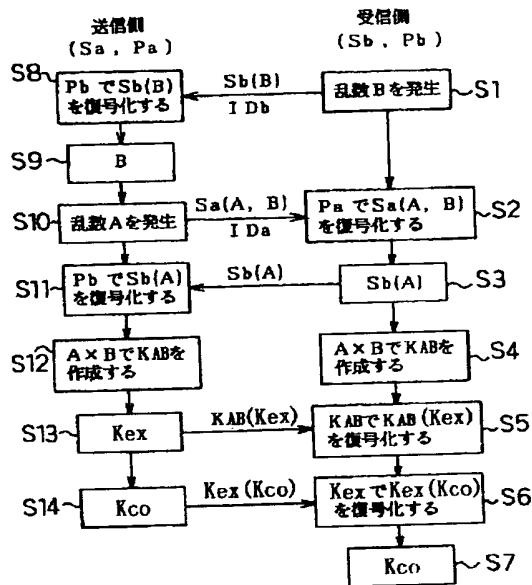 送信側
(Sa, Pa)
受信側
(Sb, Pb)
S8
Pb で Sb(B)
を復号化する
Sb(B)
IDb
乱数 B を発生
S1
S9
B
S10
乱数 A を発生
Sa(A, B)
IDa
Pa で Sa(A, B)
を復号化する
S2
S11
Pb で Sb(A)
を復号化する
Sb(A)
Sb(A)
S3
S12
A×B で KAB を
作成する
A×B で KAB を
作成する
S4
S13
Kex
KAB(Kex)
KAB で KAB(Kex)
を復号化する
S5
S14
Kco
Kex(Kco)
Kex で Kex(Kco)
を復号化する
S6
Kco
S7